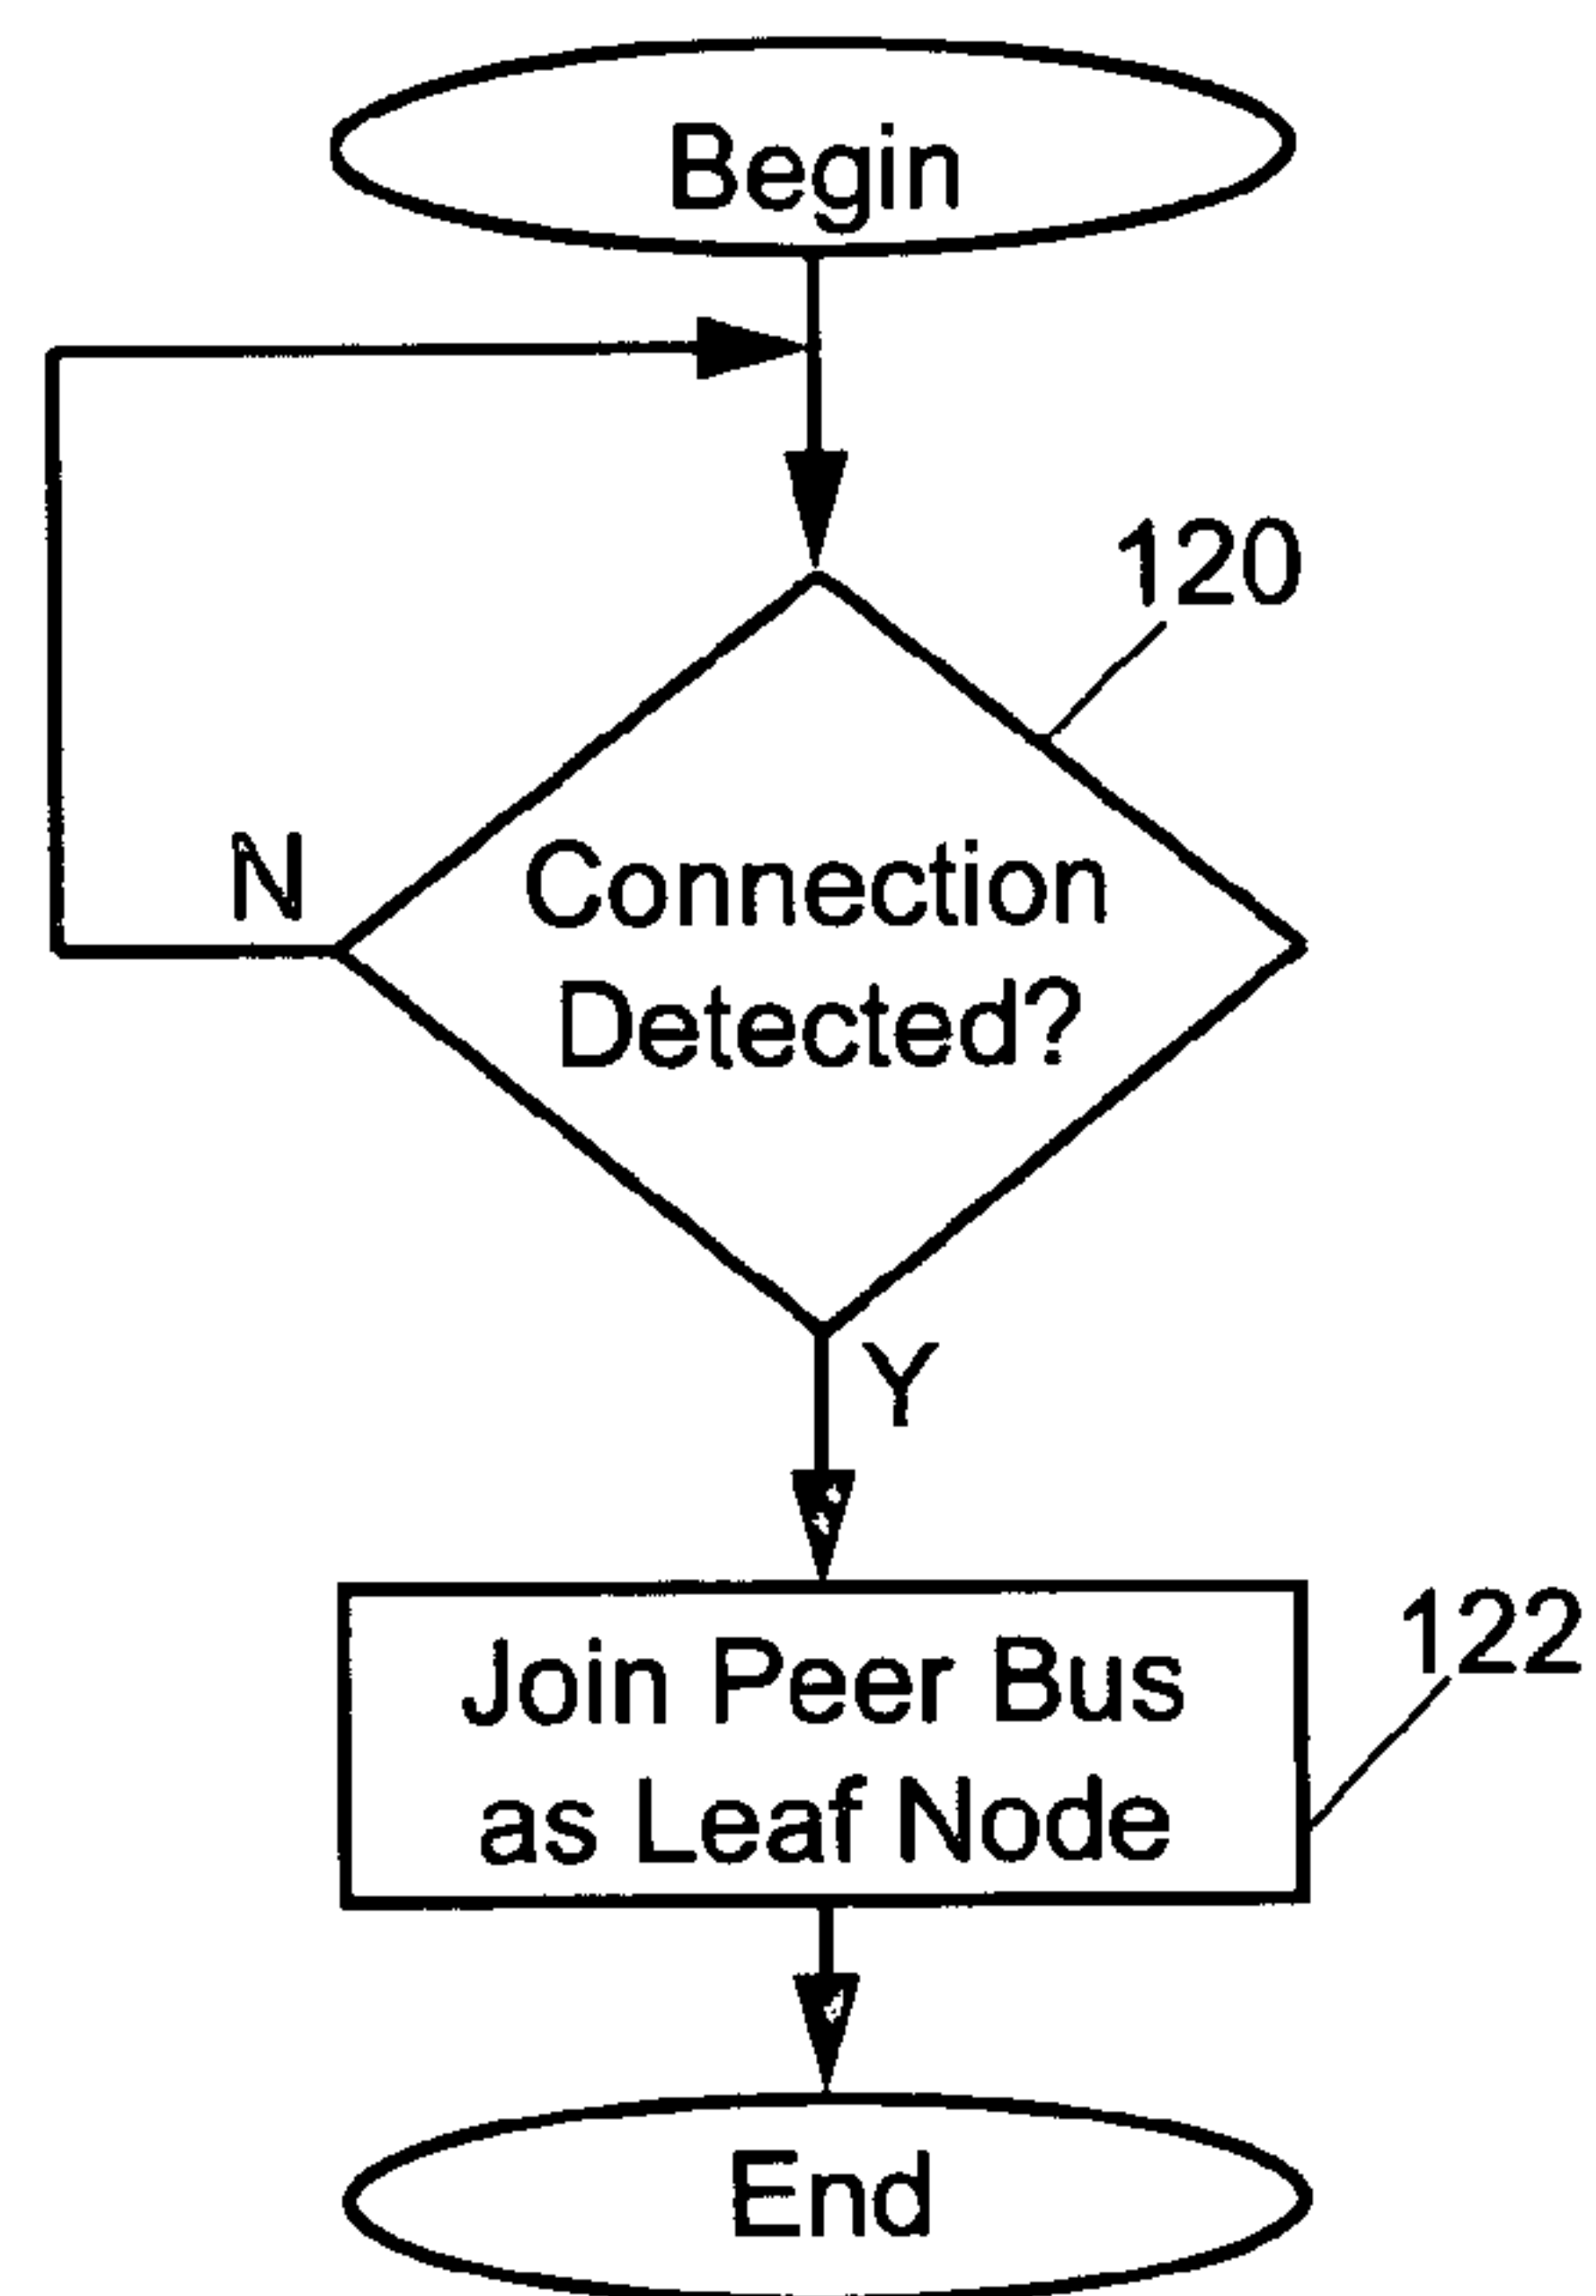 Begin
120
N
Connection
Detected?
Y
Join Peer Bus
as Leaf Node
122
End